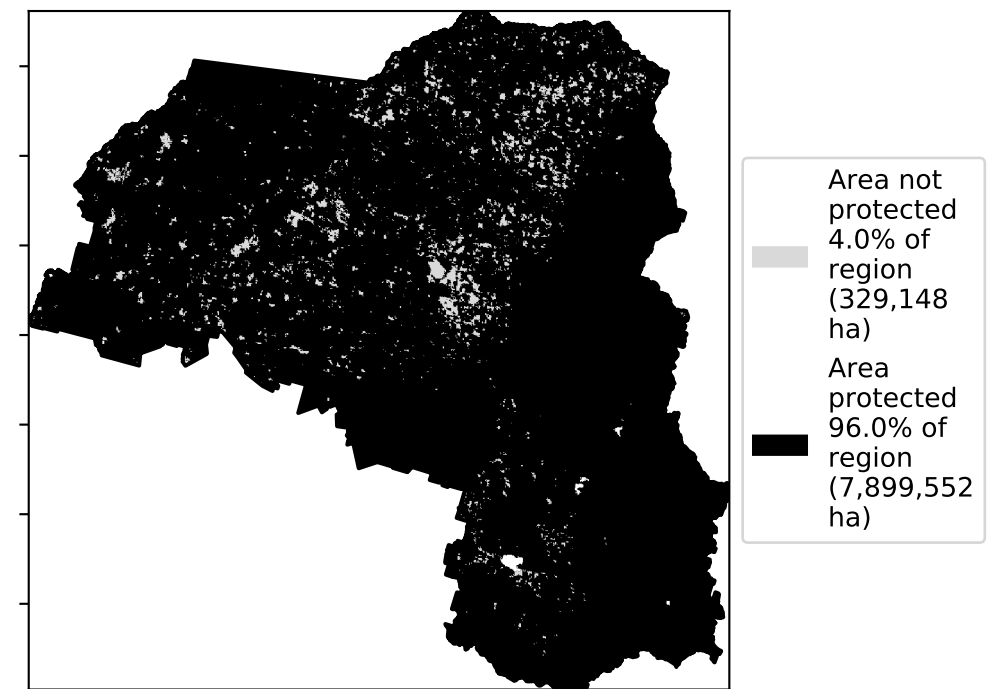 Area not
protected
4.0% of
region
(329,148
ha)
Area
protected
96.0% of
region
(7,899,552
ha)